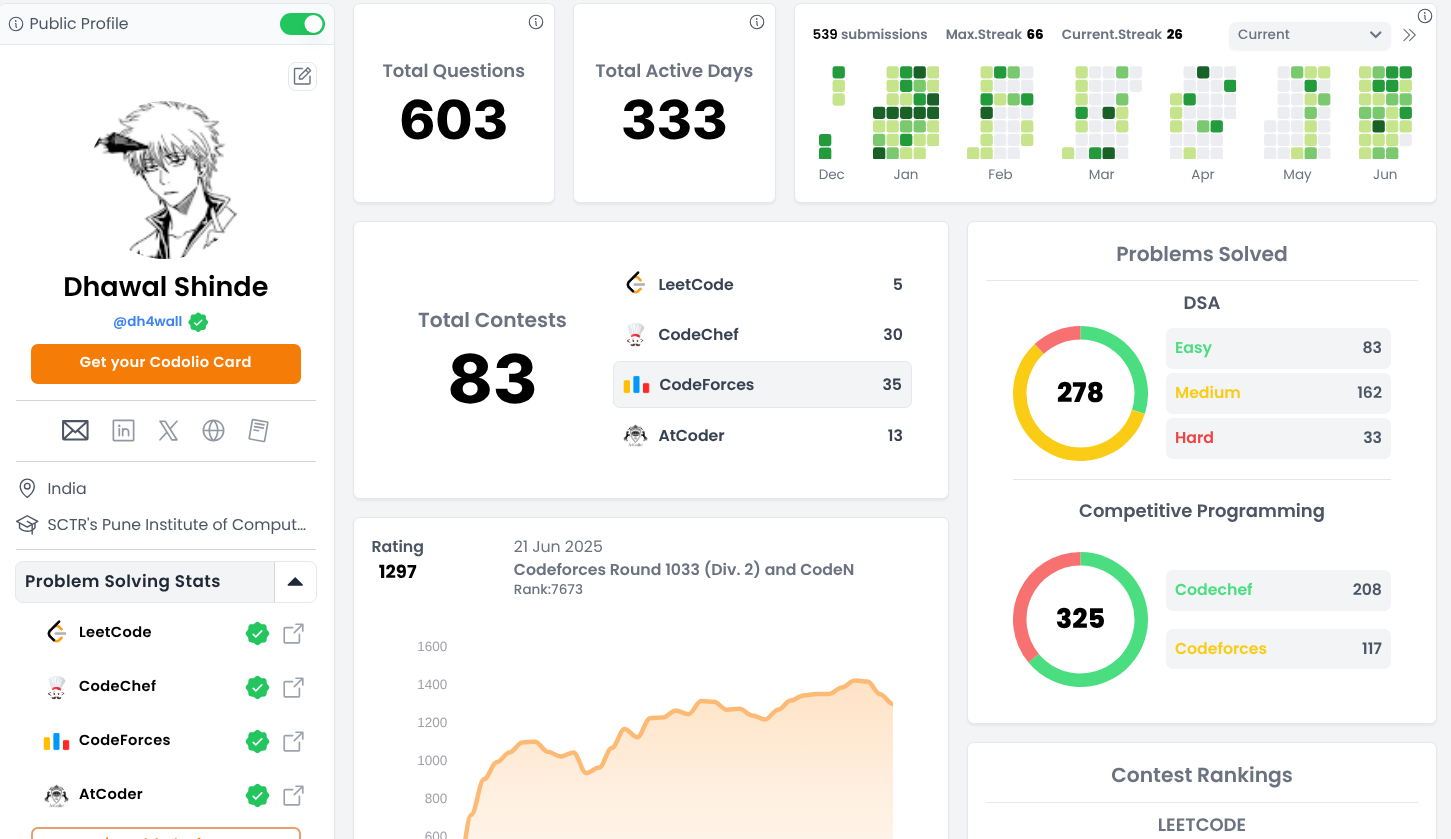 Public Profile
Dhawal Shinde
@dh4wall
Get your Codolio Card
India
SCTR's Pune Institute of Comput...
Problem Solving Stats
LeetCode
CodeChef
CodeForces
AtCoder
Total Questions
603
Total Active Days
333
539 submissions Max.Streak 66 Current.Streak 26 Current
Dec Jan Feb Mar Apr May Jun
Total Contests
83
LeetCode 5
CodeChef 30
CodeForces 35
AtCoder 13
Rating
1297
21 Jun 2025
Codeforces Round 1033 (Div. 2) and CodeN
Rank:7673
1600
1400
1200
1000
800
600
Problems Solved
DSA
278
Easy 83
Medium 162
Hard 33
Competitive Programming
325
Codechef 208
Codeforces 117
Contest Rankings
LEETCODE